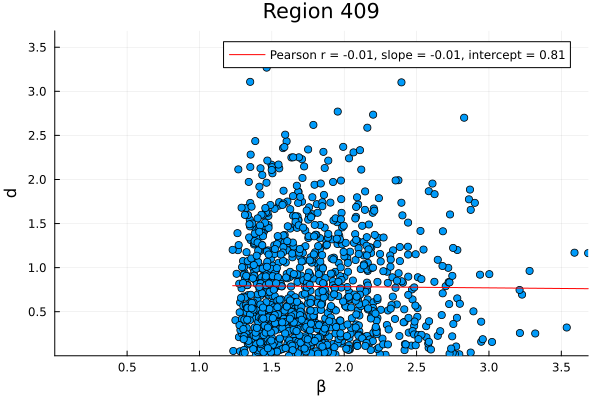 Region 409
Pearson r = -0.01, slope = -0.01, intercept = 0.81
d
3.5
3.0
2.5
2.0
1.5
1.0
0.5
0.5 1.0 1.5 2.0 2.5 3.0 3.5
β